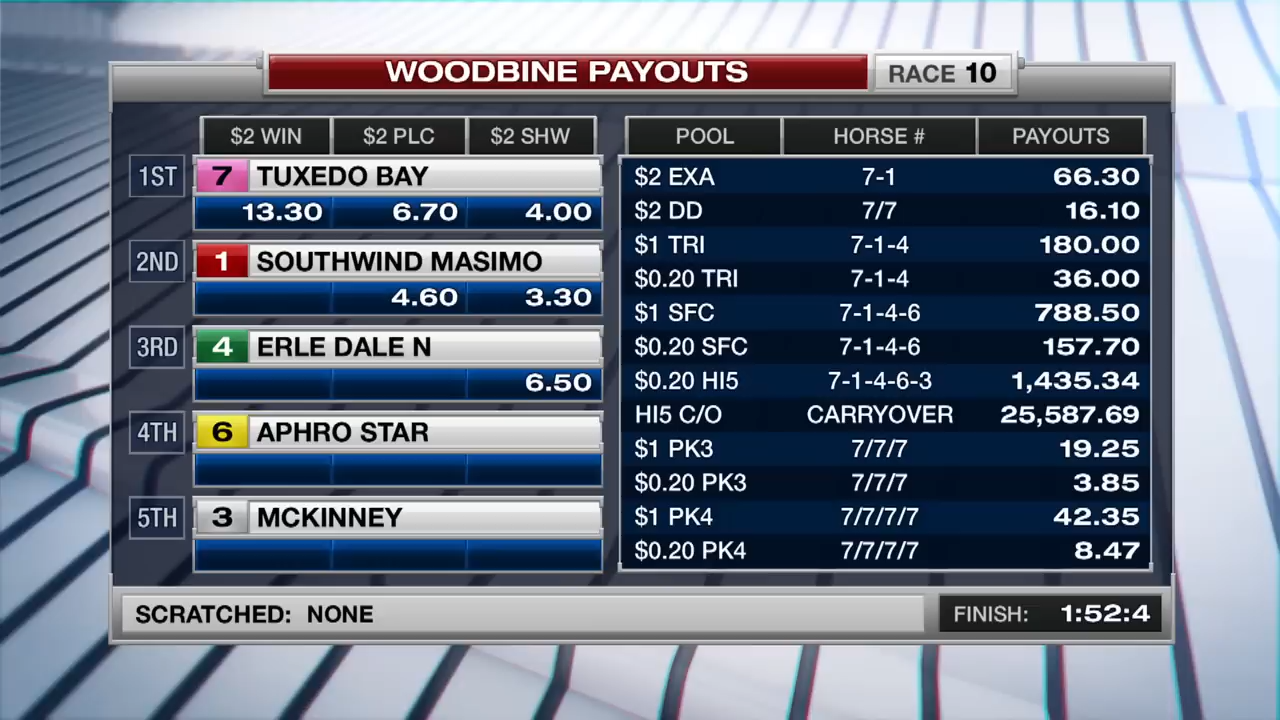 WOODBINE PAYOUTS RACE 10
$2 WIN $2 PLC $2 SHW
1ST 7 TUXEDO BAY
13.30 6.70 4.00
2ND 1 SOUTHWIND MASIMO
4.60 3.30
3RD 4 ERLE DALE N
6.50
4TH 6 APHRO STAR
5TH 3 MCKINNEY
POOL HORSE # PAYOUTS
$2 EXA 7-1 66.30
$2 DD 7/7 16.10
$1 TRI 7-1-4 180.00
$0.20 TRI 7-1-4 36.00
$1 SFC 7-1-4-6 788.50
$0.20 SFC 7-1-4-6 157.70
$0.20 HI5 7-1-4-6-3 1,435.34
HI5 C/O CARRYOVER 25,587.69
$1 PK3 7/7/7 19.25
$0.20 PK3 7/7/7 3.85
$1 PK4 7/7/7/7 42.35
$0.20 PK4 7/7/7/7 8.47
SCRATCHED: NONE
FINISH: 1:52:4